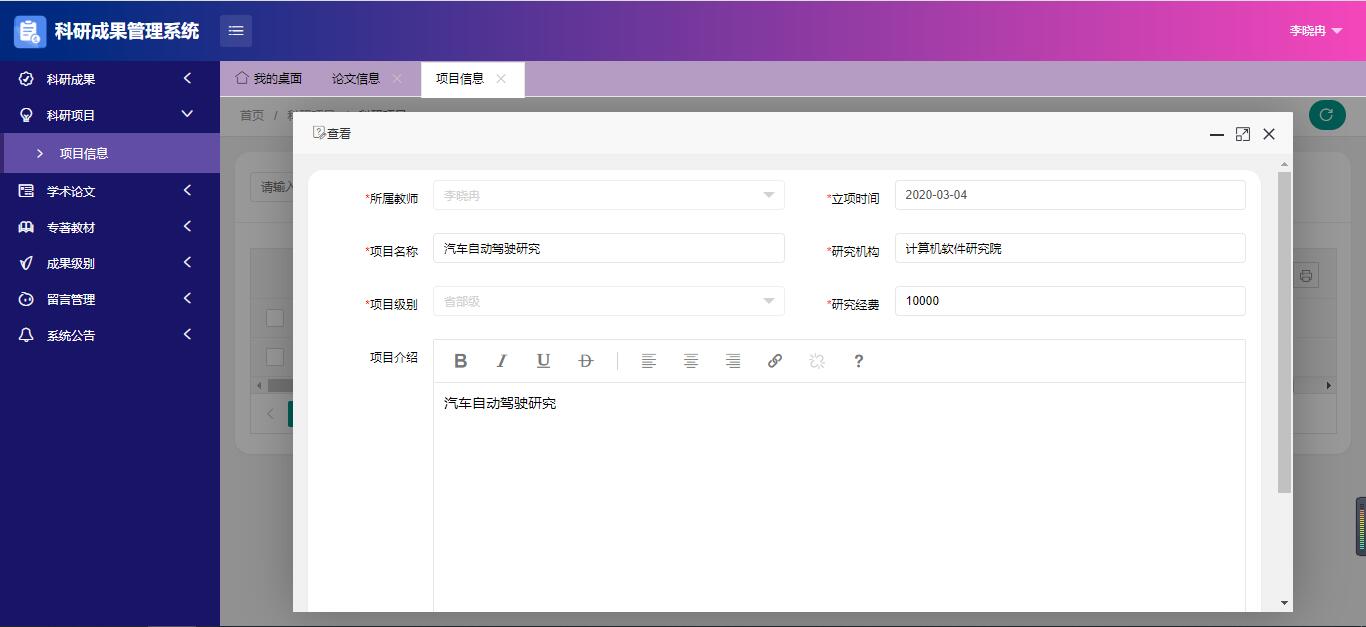 科研成果管理系统
李晓冉
科研成果
科研项目
项目信息
学术论文
专著教材
成果级别
留言管理
系统公告
我的桌面
论文信息
项目信息
首页 /
请输入
查看
*所属教师
李晓冉
*立项时间
2020-03-04
*项目名称
汽车自动驾驶研究
*研究机构
计算机软件研究院
*项目级别
省部级
*研究经费
10000
项目介绍
B I U D ?
汽车自动驾驶研究